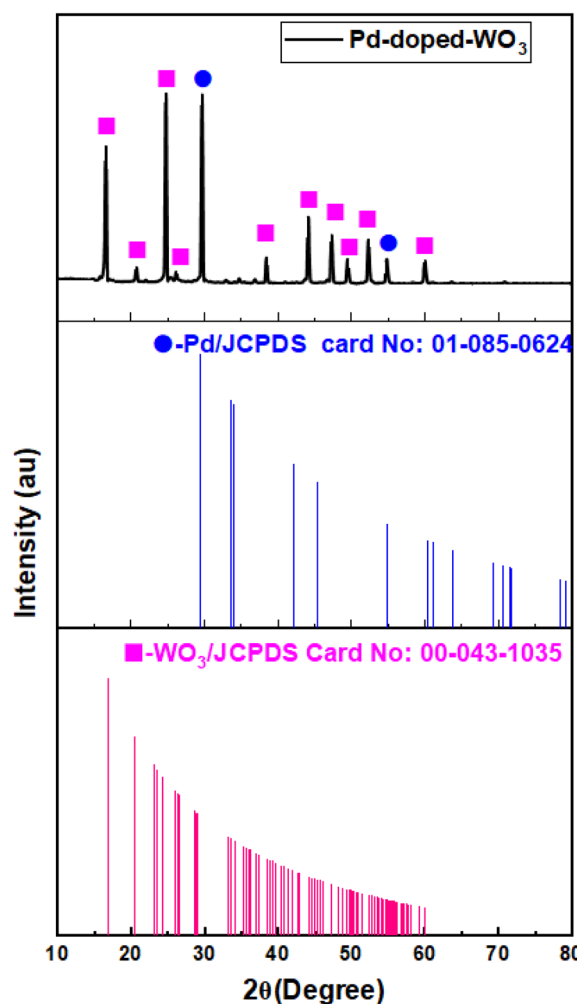 Pd-doped-WO₃
●-Pd/JCPDS card No: 01-085-0624
■-WO₃/JCPDS Card No: 00-043-1035
Intensity (au)
10 20 30 40 50 60 70 80
2θ(Degree)